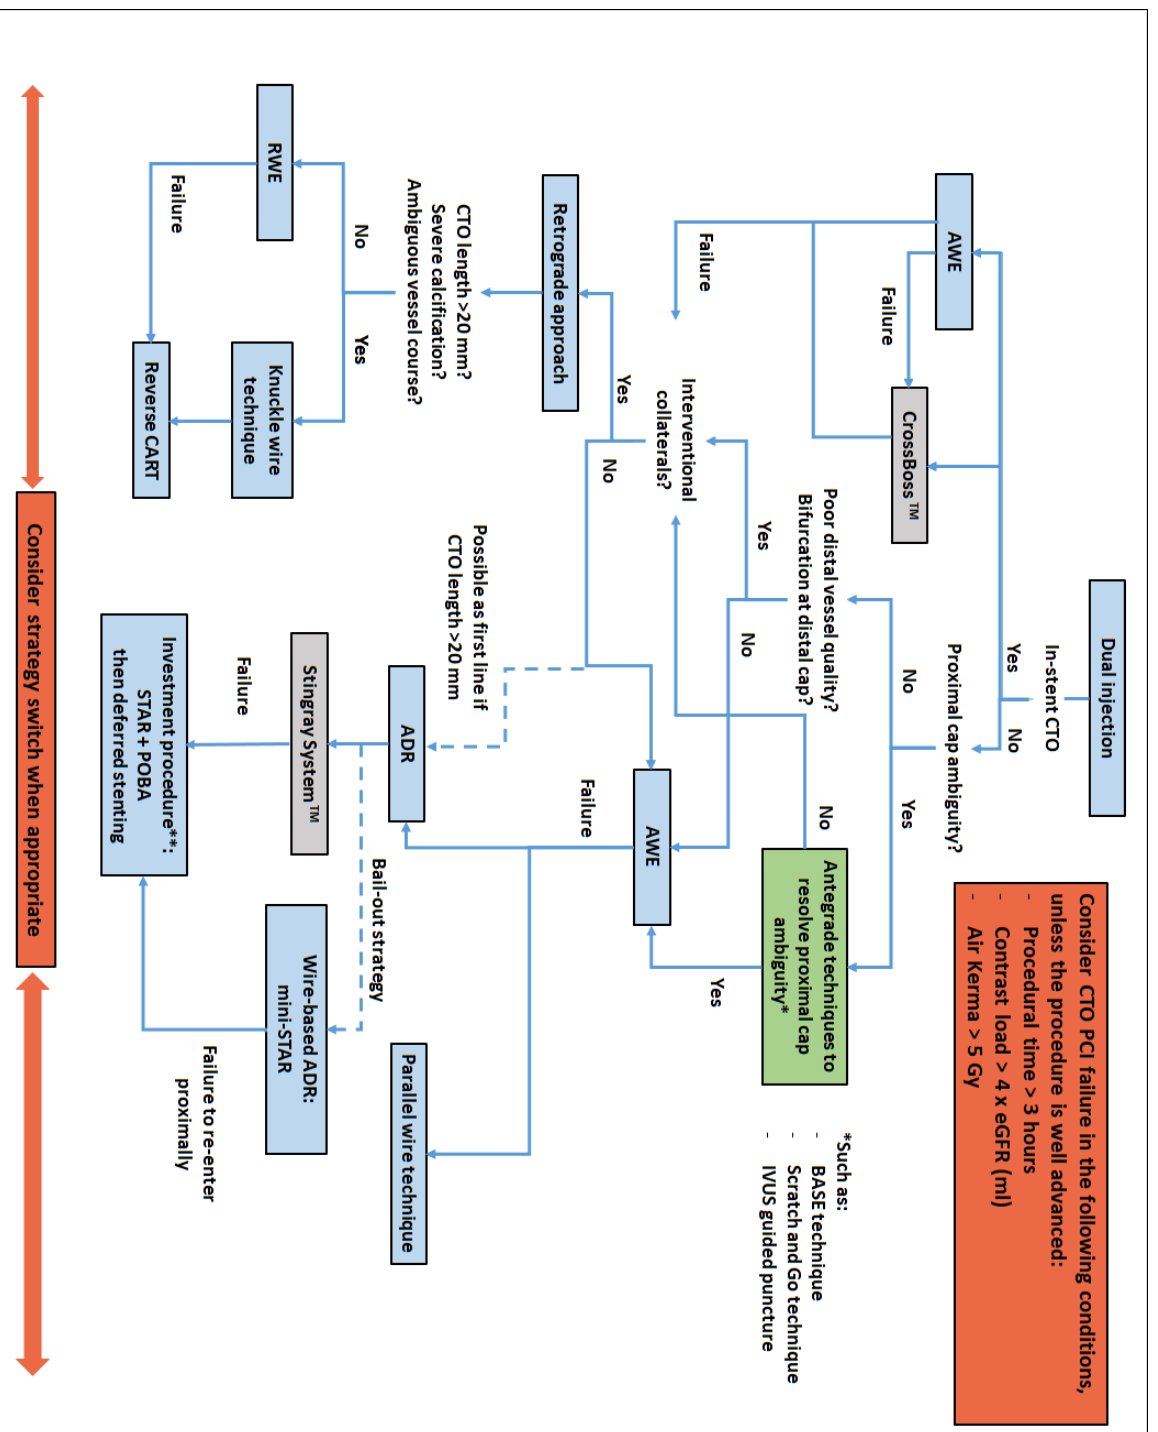 Dual injection
In-stent CTO
Yes
No
Consider CTO PCI failure in the following conditions,
unless the procedure is well advanced:
- Procedural time > 3 hours
- Contrast load > 4 x eGFR (ml)
- Air Kerma > 5 Gy
AWE
Failure
CrossBoss™
Failure
Proximal cap ambiguity?
No
Yes
Poor distal vessel quality?
Bifurcation at distal cap?
Yes
No
Antegrade techniques to
resolve proximal cap
ambiguity*
No
Yes
*Such as:
- BASE technique
- Scratch and Go technique
- IVUS guided puncture
Interventional
collaterals?
Yes
No
AWE
Failure
Retrograde approach
CTO length >20 mm?
Severe calcification?
Ambiguous vessel course?
No
Yes
Possible as first line if
CTO length >20 mm
ADR
Parallel wire technique
RWE
Failure
Knuckle wire
technique
Reverse CART
Stingray System™
Bail-out strategy
Failure
Wire-based ADR:
mini-STAR
Failure to re-enter
proximally
Investment procedure**:
STAR + POBA
then deferred stenting
Consider strategy switch when appropriate